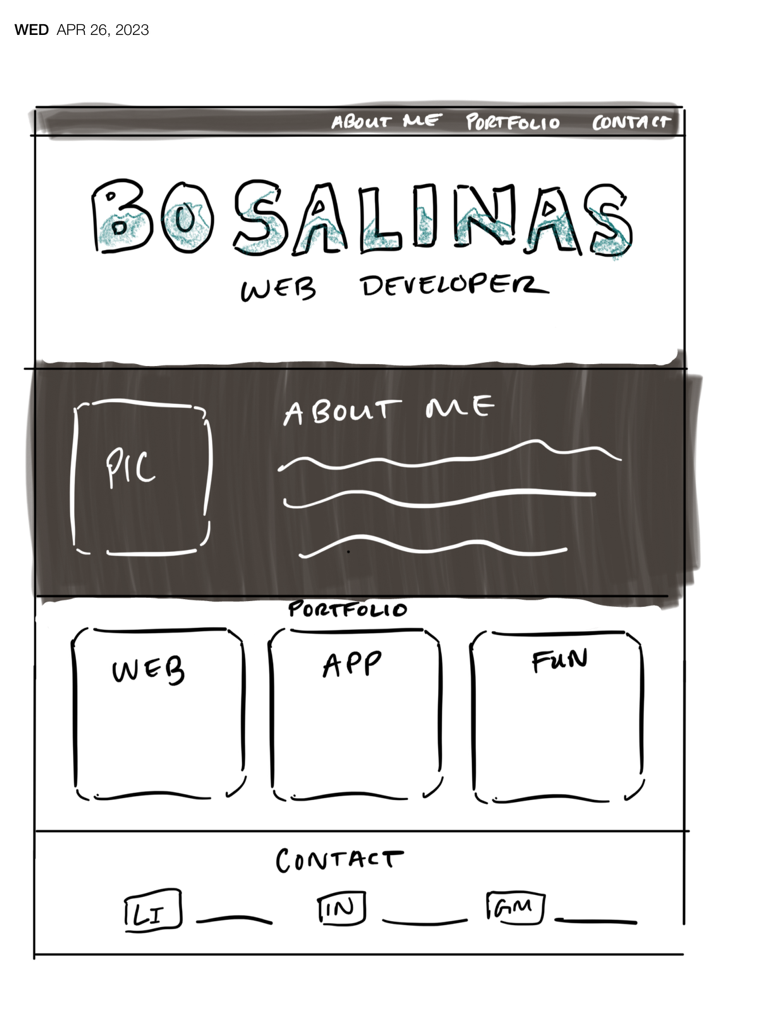 WED APR 26, 2023
ABOUT ME PORTFOLIO CONTACT
BO SALINAS
WEB DEVELOPER
ABOUT ME
PIC
PORTFOLIO
WEB APP FUN
CONTACT
LI IN GM